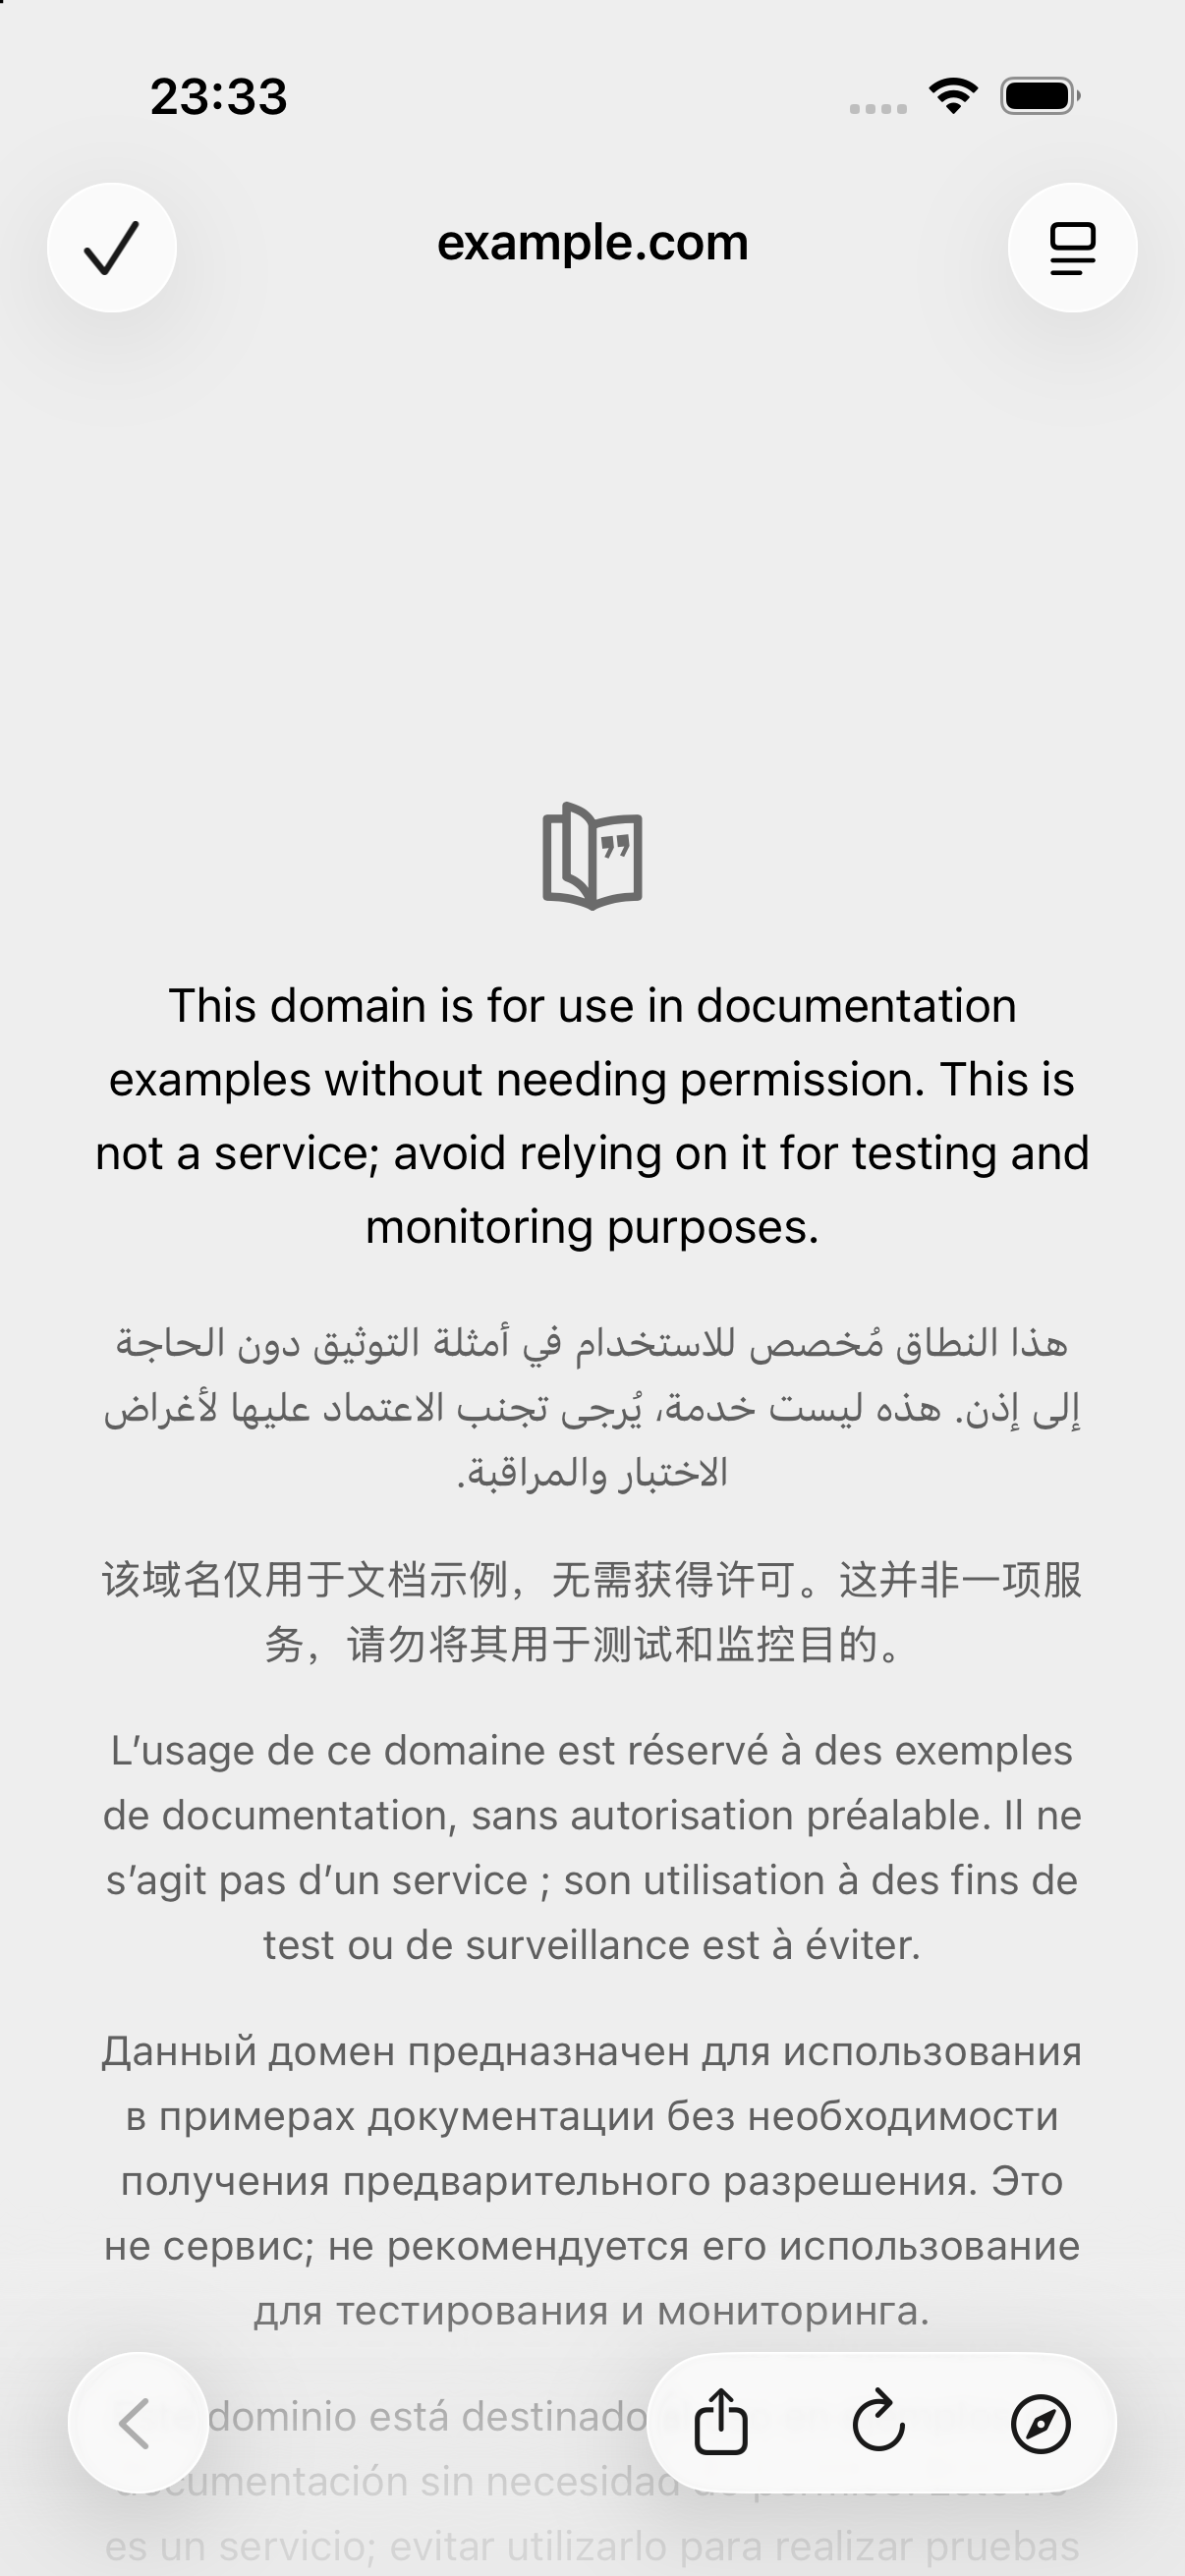 23:33
example.com
This domain is for use in documentation
examples without needing permission. This is
not a service; avoid relying on it for testing and
monitoring purposes.
هذا النطاق مُخصص للاستخدام في أمثلة التوثيق دون الحاجة
إلى إذن. هذه ليست خدمة، يُرجى تجنب الاعتماد عليها لأغراض
الاختبار والمراقبة.
该域名仅用于文档示例，无需获得许可。这并非一项服
务，请勿将其用于测试和监控目的。
L’usage de ce domaine est réservé à des exemples
de documentation, sans autorisation préalable. Il ne
s’agit pas d’un service ; son utilisation à des fins de
test ou de surveillance est à éviter.
Данный домен предназначен для использования
в примерах документации без необходимости
получения предварительного разрешения. Это
не сервис; не рекомендуется его использование
для тестирования и мониторинга.
dominio está destinado
documentación sin necesidad
es un servicio; evitar utilizarlo para realizar pruebas